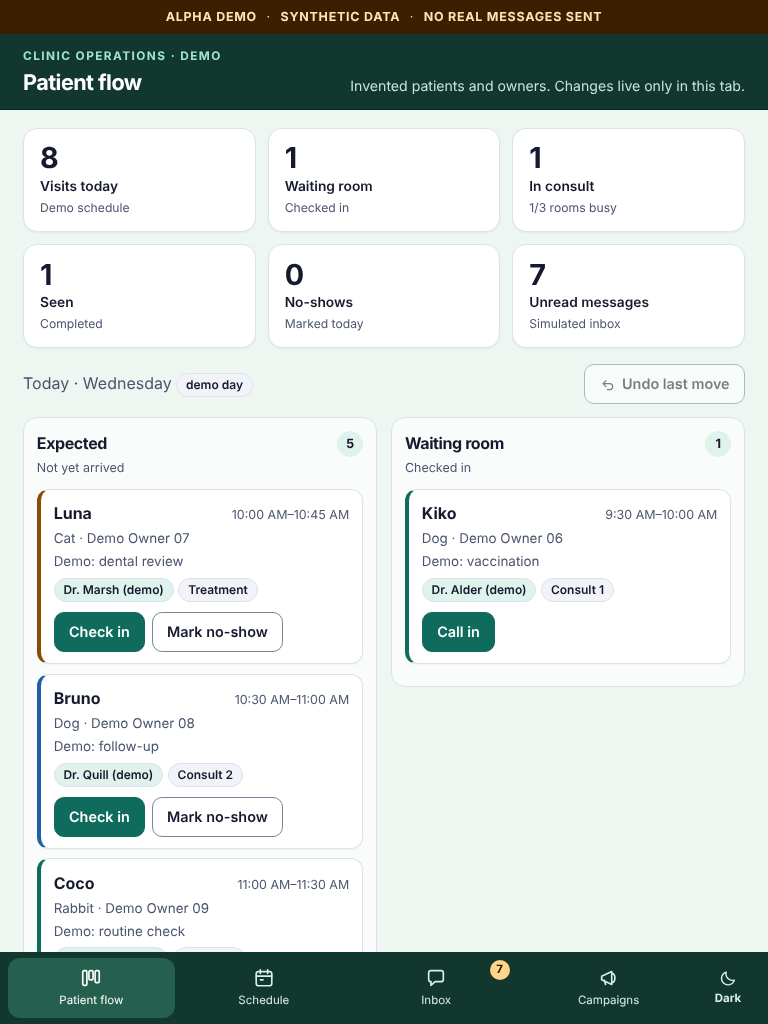 ALPHA DEMO · SYNTHETIC DATA · NO REAL MESSAGES SENT
CLINIC OPERATIONS · DEMO
Patient flow
Invented patients and owners. Changes live only in this tab.
8
Visits today
Demo schedule
1
Waiting room
Checked in
1
In consult
1/3 rooms busy
1
Seen
Completed
0
No-shows
Marked today
7
Unread messages
Simulated inbox
Today · Wednesday demo day
Undo last move
Expected 5
Not yet arrived
Luna 10:00 AM–10:45 AM
Cat · Demo Owner 07
Demo: dental review
Dr. Marsh (demo) Treatment
Check in Mark no-show
Bruno 10:30 AM–11:00 AM
Dog · Demo Owner 08
Demo: follow-up
Dr. Quill (demo) Consult 2
Check in Mark no-show
Coco 11:00 AM–11:30 AM
Rabbit · Demo Owner 09
Demo: routine check
Waiting room 1
Checked in
Kiko 9:30 AM–10:00 AM
Dog · Demo Owner 06
Demo: vaccination
Dr. Alder (demo) Consult 1
Call in
Patient flow
Schedule
Inbox 7
Campaigns
Dark